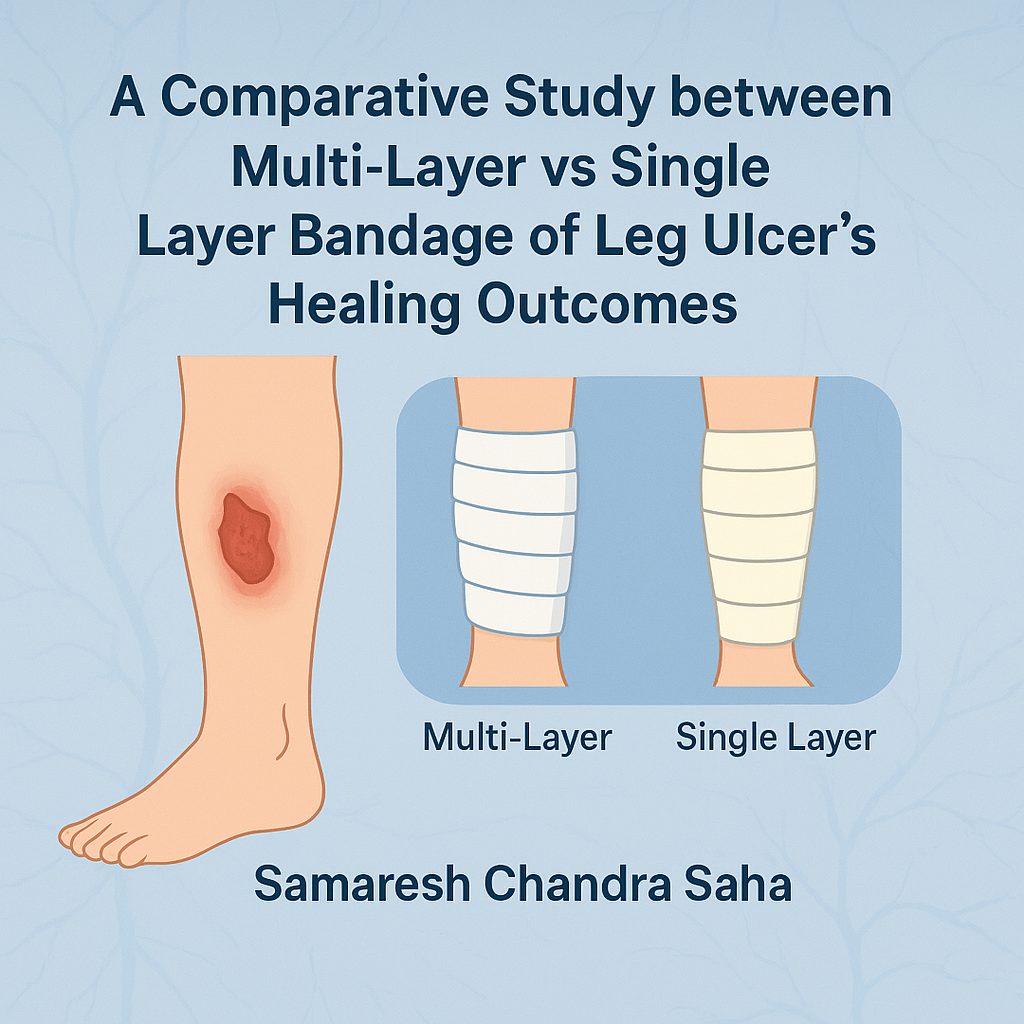 A Comparative Study between
Multi-Layer vs Single
Layer Bandage of Leg Ulcer’s
Healing Outcomes
Multi-Layer
Single Layer
Samaresh Chandra Saha